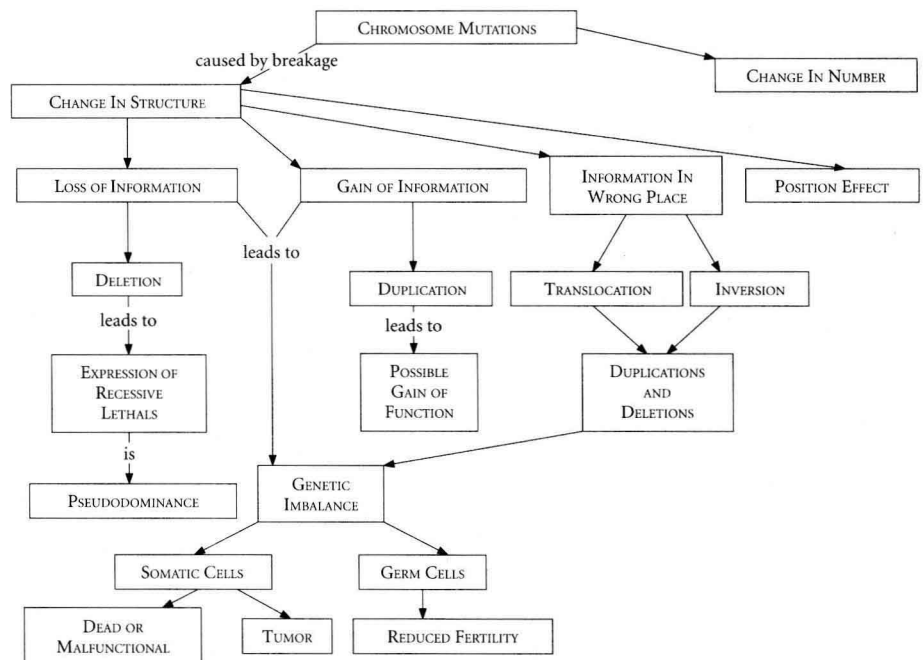 CHROMOSOME MUTATIONS
caused by breakage
CHANGE IN NUMBER
CHANGE IN STRUCTURE
LOSS OF INFORMATION
GAIN OF INFORMATION
INFORMATION IN
WRONG PLACE
POSITION EFFECT
leads to
DELETION
DUPLICATION
TRANSLOCATION
INVERSION
leads to
leads to
EXPRESSION OF
RECESSIVE
LETHALS
POSSIBLE
GAIN OF
FUNCTION
DUPLICATIONS
AND
DELETIONS
is
PSEUDODOMINANCE
GENETIC
IMBALANCE
SOMATIC CELLS
GERM CELLS
DEAD OR
MALFUNCTIONAL
TUMOR
REDUCED FERTILITY